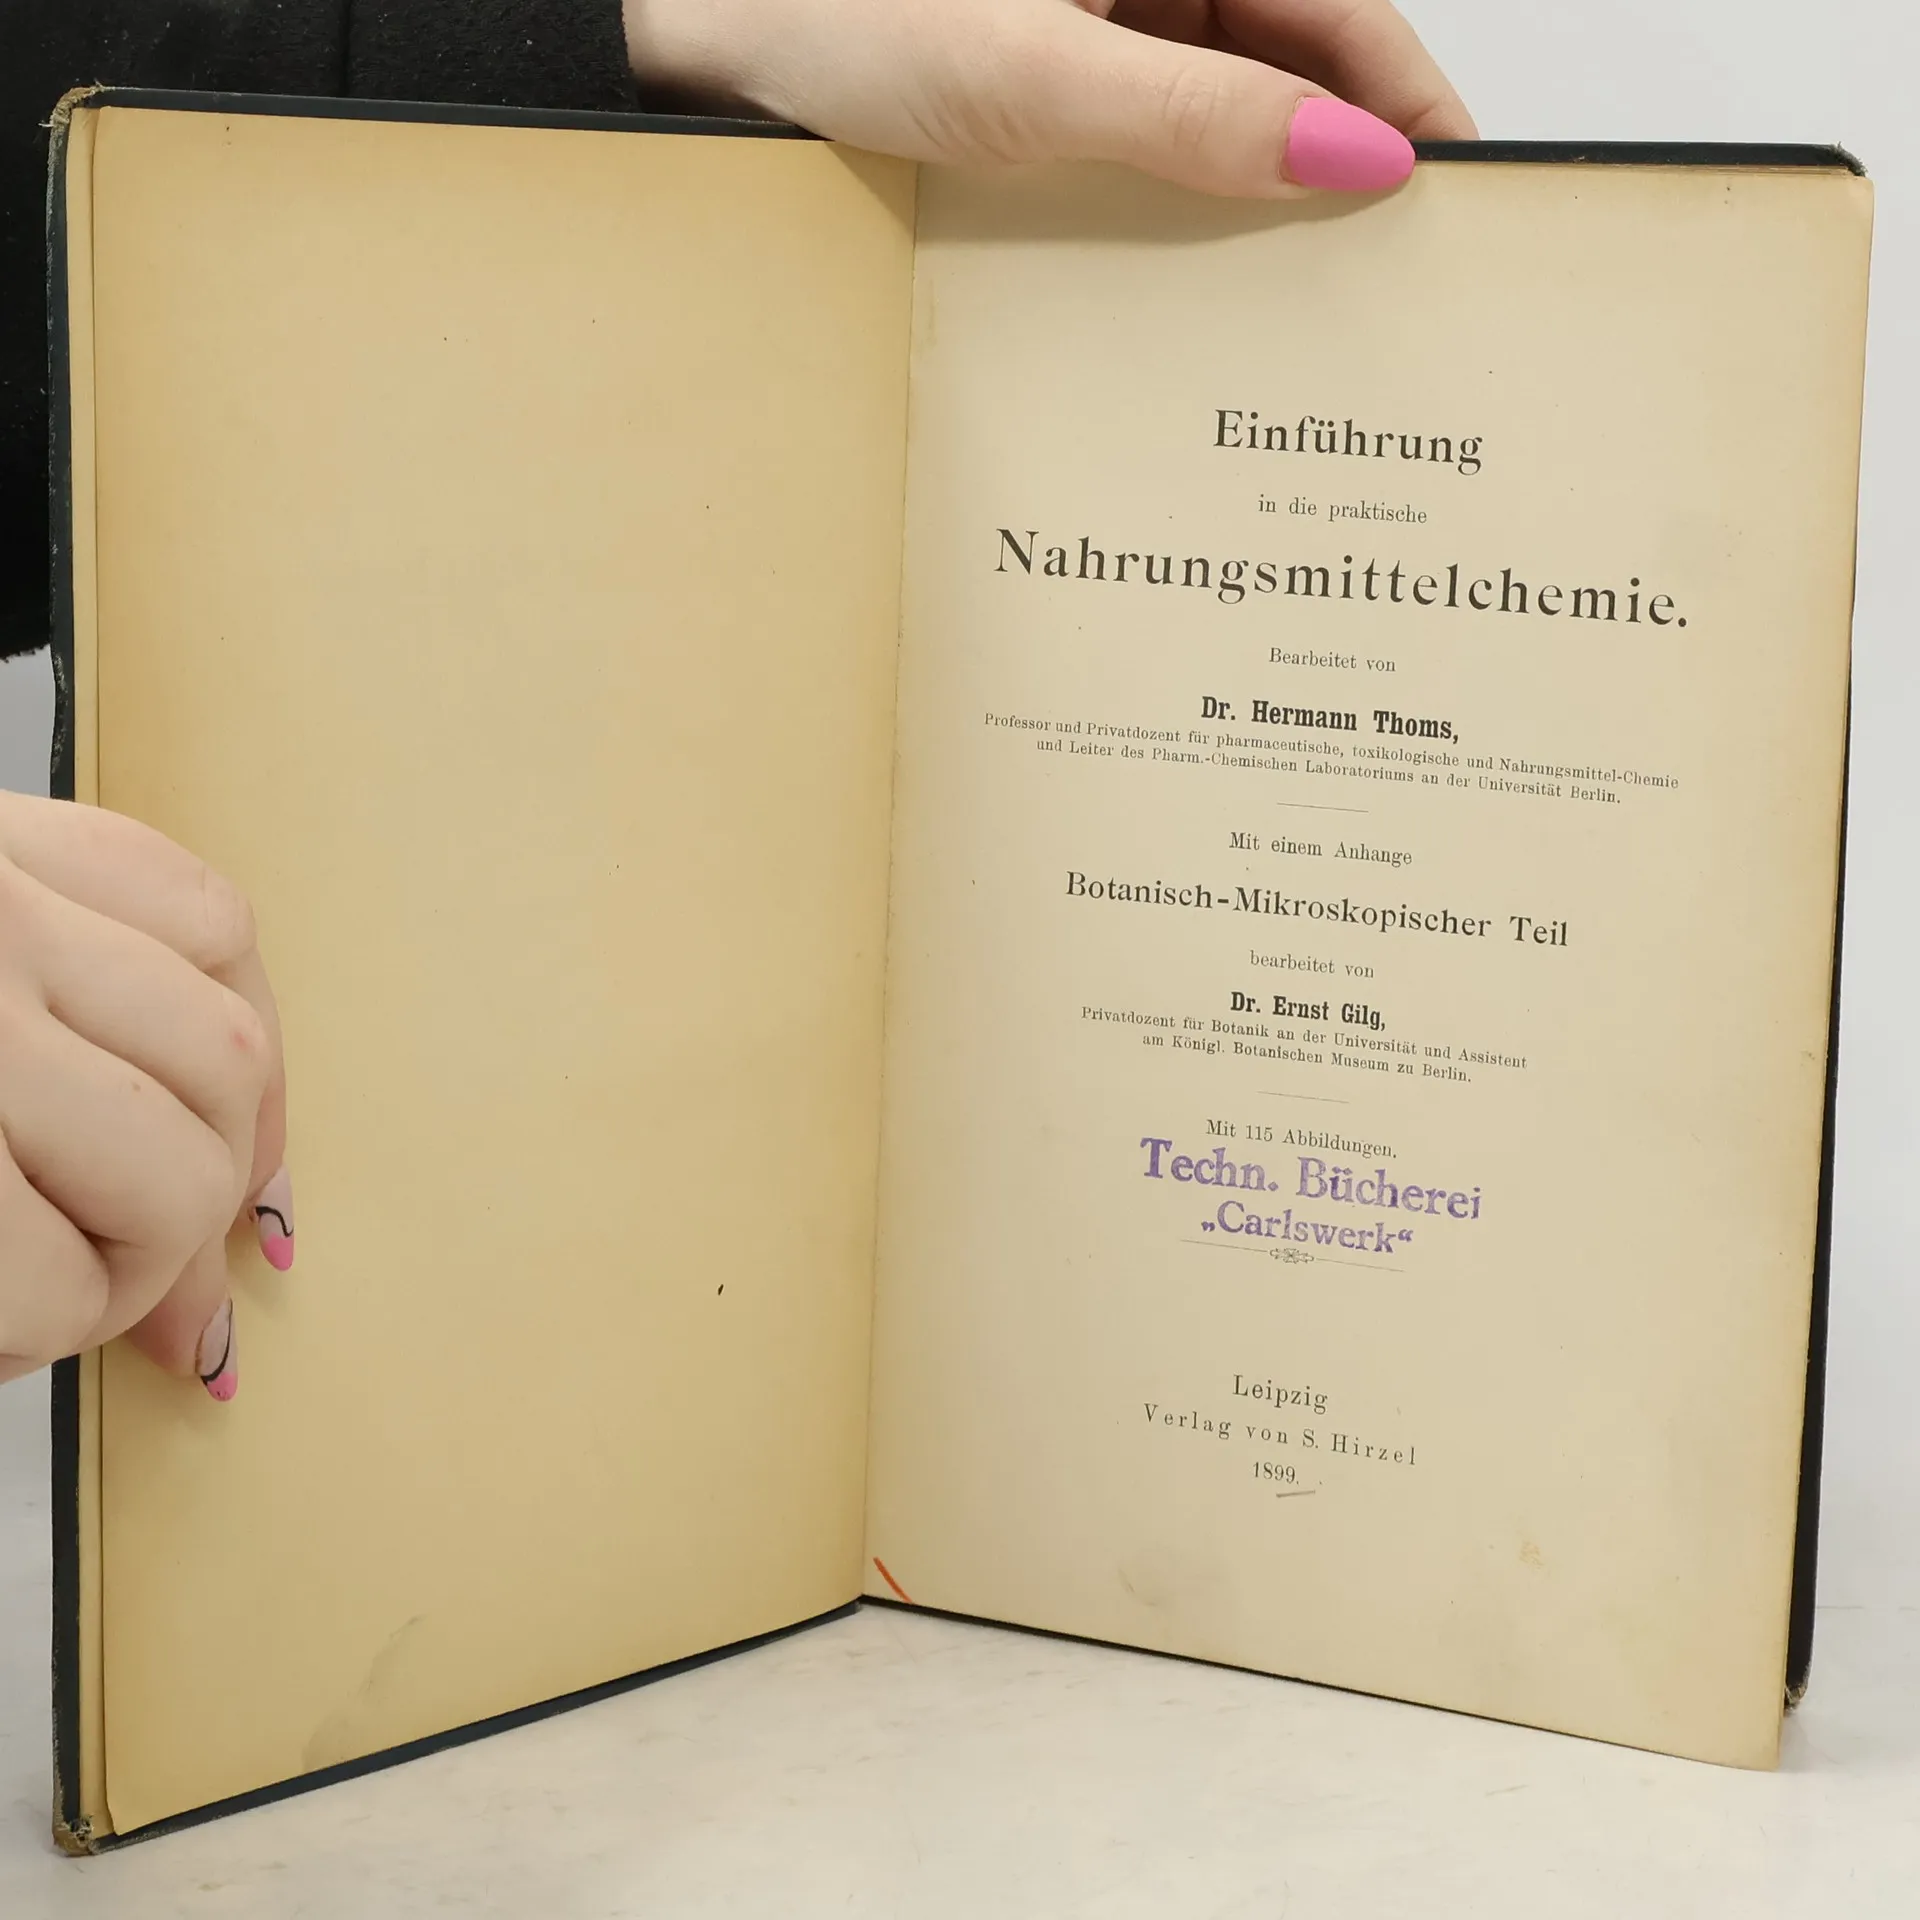 Einführung
in die praktische
Nahrungsmittelchemie.
Bearbeitet von
Dr. Hermann Thoms,
Professor und Privatdozent für pharmaceutische, toxikologische und Nahrungsmittel-Chemie
und Leiter des Pharm.-Chemischen Laboratoriums an der Universität Berlin.
Mit einem Anhange
Botanisch-Mikroskopischer Teil
bearbeitet von
Dr. Ernst Gilg,
Privatdozent für Botanik an der Universität und Assistent
am Königl. Botanischen Museum zu Berlin.
Mit 115 Abbildungen.
Techn. Bücherei
„Carlswerk“
Leipzig
Verlag von S. Hirzel
1899.